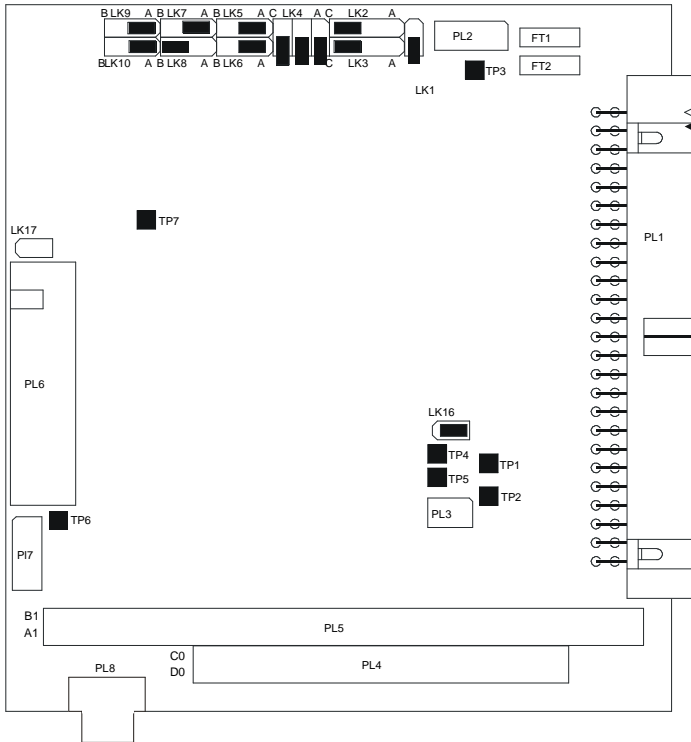 B LK9 A B LK7 A B LK5 A C LK4 A C LK2 A
BLK10 A B LK8 A B LK6 A C LK3 A
PL2
FT1
FT2
TP3
LK1
TP7
LK17
PL1
PL6
LK16
TP4
TP1
TP5
TP2
PL3
TP6
Pl7
B1
A1
PL5
C0
D0
PL4
PL8